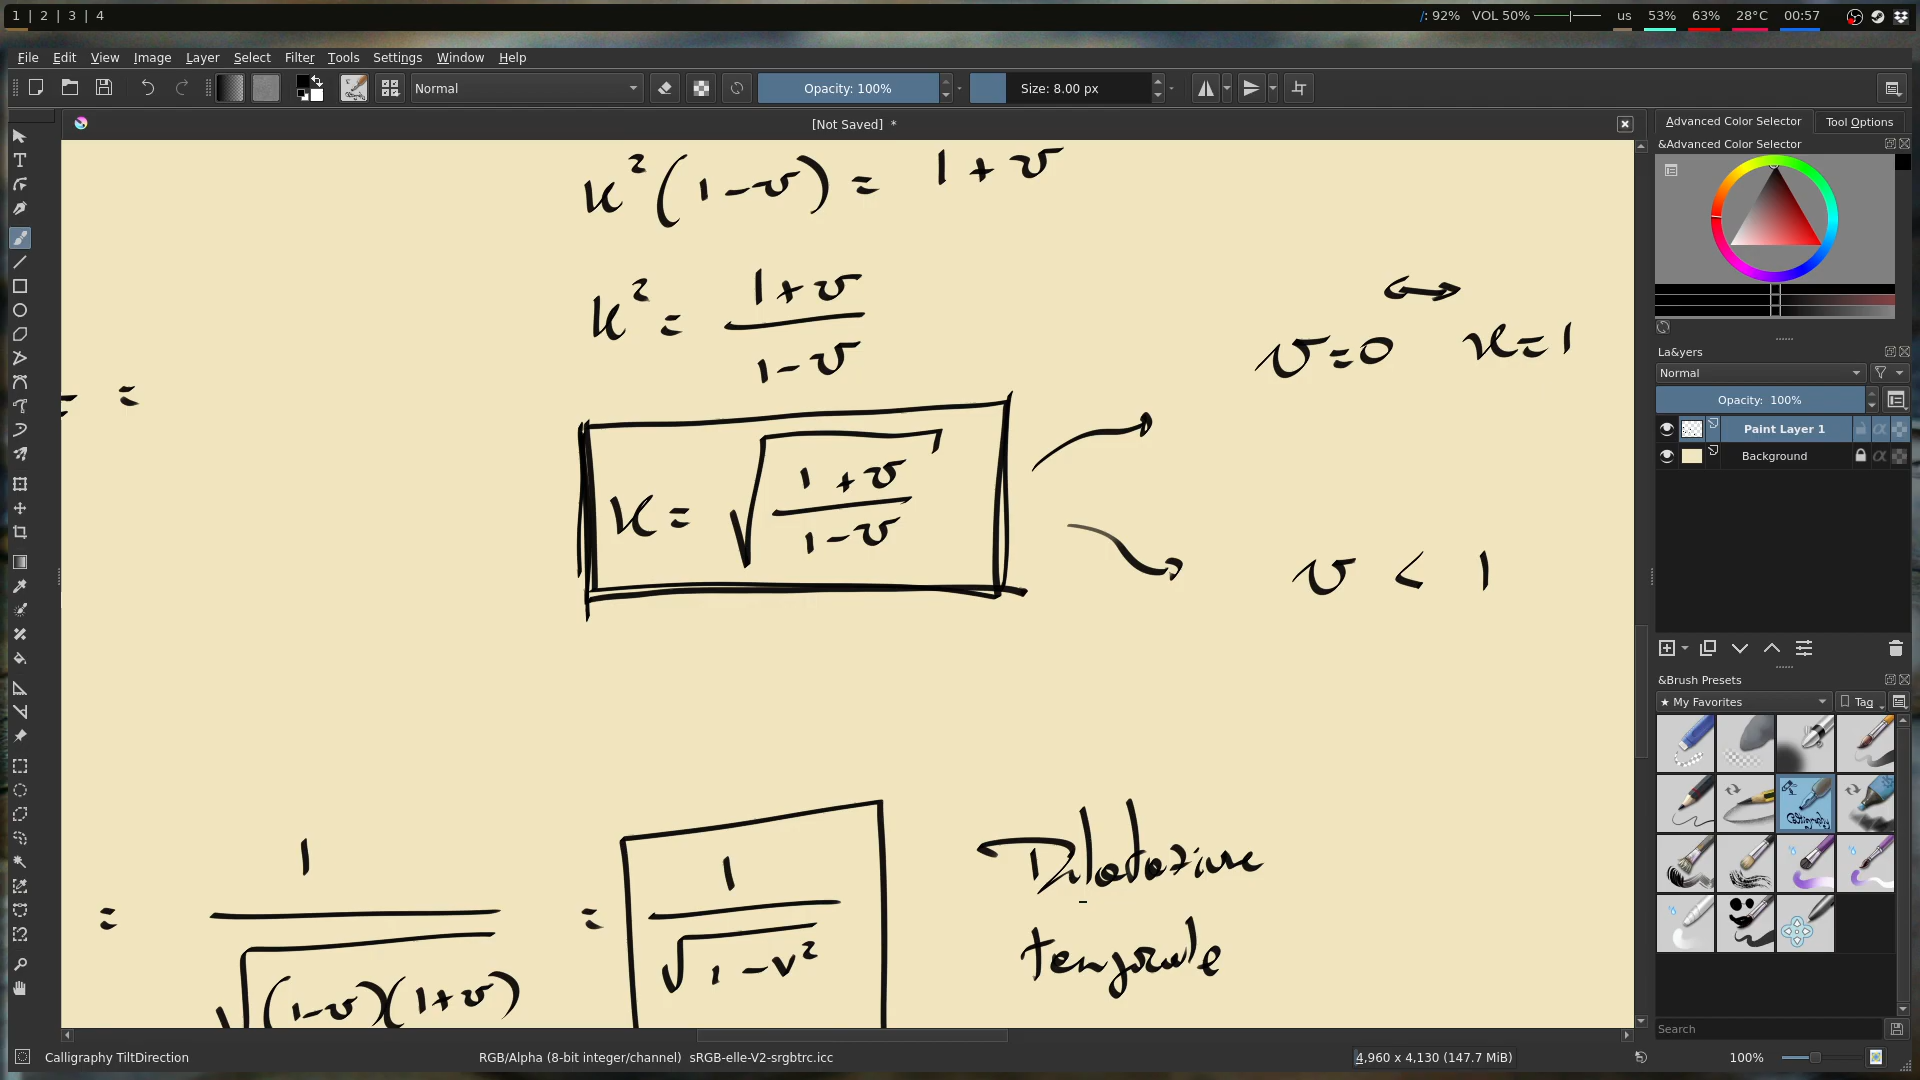 1 | 2 | 3 | 4
/: 92% VOL 50% us 53% 63% 28°C 00:57
File Edit View Image Layer Select Filter Tools Settings Window Help
Normal Opacity: 100% Size: 8.00 px
[Not Saved] *
Advanced Color Selector Tool Options
&Advanced Color Selector
k²(1-v) = 1+v
k² = (1+v)/(1-v)
v=0 ↔ k=1
=
k = √((1+v)/(1-v))
v < 1
= 1/√((1-v)(1+v)) = 1/√(1-v²)
Dilatazione
temporale
La&yers
Normal
Opacity: 100%
Paint Layer 1
Background
&Brush Presets
★ My Favorites Tag
Calligraphy
Search
Calligraphy TiltDirection RGB/Alpha (8-bit integer/channel) sRGB-elle-V2-srgbtrc.icc 4,960 x 4,130 (147.7 MiB) 100%